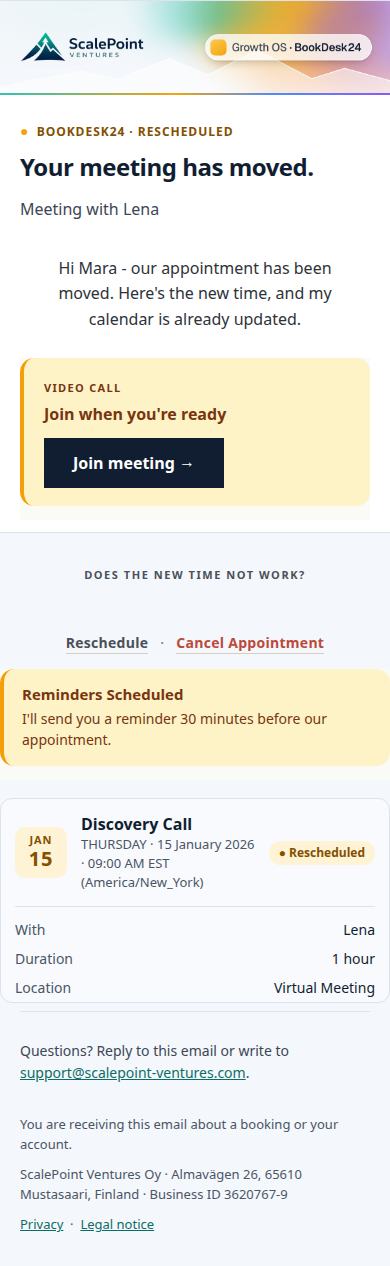 ScalePoint
VENTURES
Growth OS · BookDesk24
BOOKDESK24 · RESCHEDULED
Your meeting has moved.
Meeting with Lena
Hi Mara - our appointment has been
moved. Here's the new time, and my
calendar is already updated.
VIDEO CALL
Join when you're ready
Join meeting →
DOES THE NEW TIME NOT WORK?
Reschedule · Cancel Appointment
Reminders Scheduled
I'll send you a reminder 30 minutes before our
appointment.
JAN
15
Discovery Call
THURSDAY · 15 January 2026
· 09:00 AM EST
(America/New_York)
● Rescheduled
With Lena
Duration 1 hour
Location Virtual Meeting
Questions? Reply to this email or write to
support@scalepoint-ventures.com.
You are receiving this email about a booking or your
account.
ScalePoint Ventures Oy · Almavägen 26, 65610
Mustasaari, Finland · Business ID 3620767-9
Privacy · Legal notice